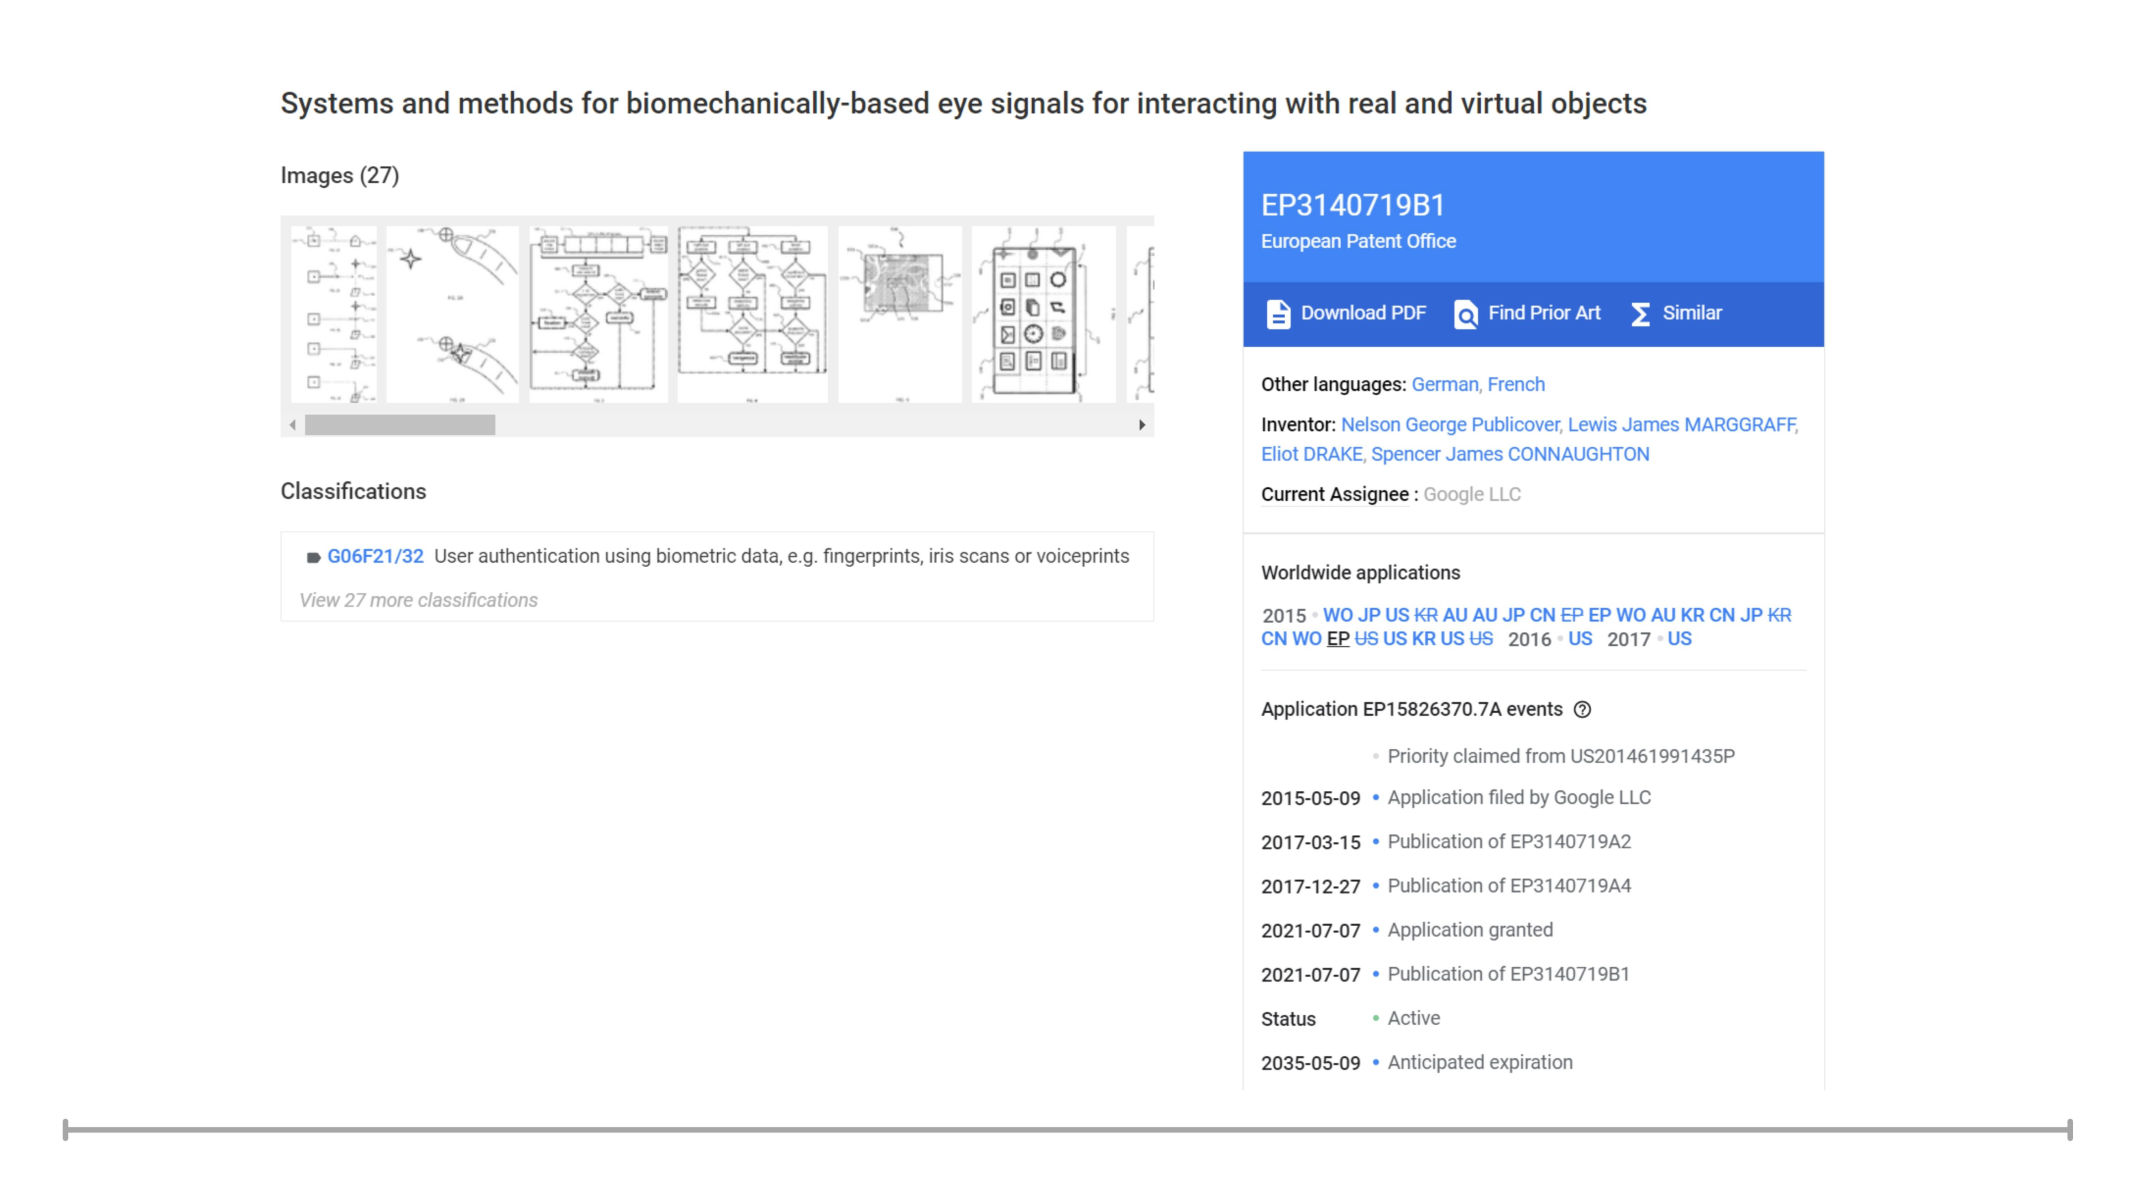 Systems and methods for biomechanically-based eye signals for interacting with real and virtual objects
Images (27)
Classifications
G06F21/32 User authentication using biometric data, e.g. fingerprints, iris scans or voiceprints
View 27 more classifications
EP3140719B1
European Patent Office
Download PDF Find Prior Art Similar
Other languages: German, French
Inventor: Nelson George Publicover, Lewis James MARGGRAFF,
Eliot DRAKE, Spencer James CONNAUGHTON
Current Assignee : Google LLC
Worldwide applications
2015 • WO JP US KR AU AU JP CN EP EP WO AU KR CN JP KR
CN WO EP US US KR US US 2016 • US 2017 • US
Application EP15826370.7A events
• Priority claimed from US201461991435P
2015-05-09 • Application filed by Google LLC
2017-03-15 • Publication of EP3140719A2
2017-12-27 • Publication of EP3140719A4
2021-07-07 • Application granted
2021-07-07 • Publication of EP3140719B1
Status • Active
2035-05-09 • Anticipated expiration